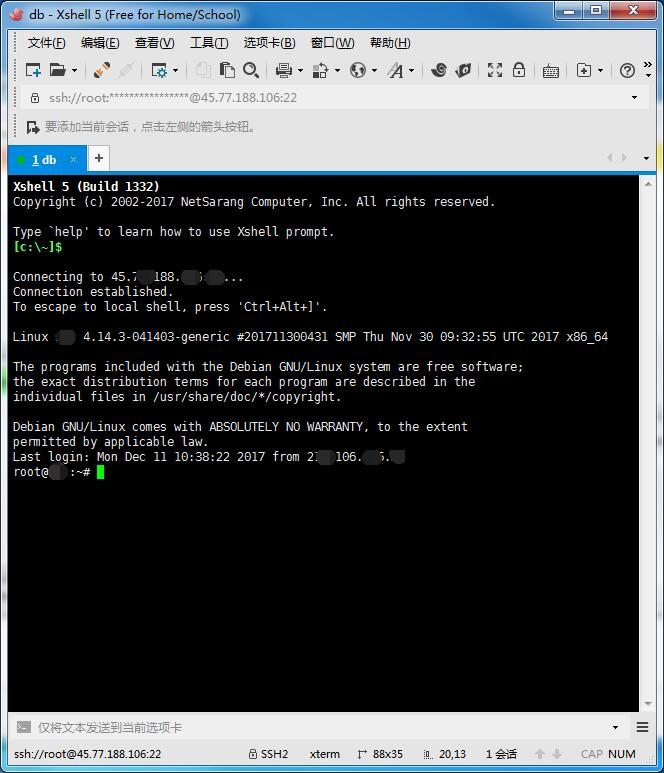 db - Xshell 5 (Free for Home/School)
文件(F) 编辑(E) 查看(V) 工具(T) 选项卡(B) 窗口(W) 帮助(H)
ssh://root:****************@45.77.188.106:22
要添加当前会话，点击左侧的箭头按钮。
1 db
Xshell 5 (Build 1332)
Copyright (c) 2002-2017 NetSarang Computer, Inc. All rights reserved.
Type `help' to learn how to use Xshell prompt.
[c:\~]$
Connecting to 45.7 188. ...
Connection established.
To escape to local shell, press 'Ctrl+Alt+]'.
Linux 4.14.3-041403-generic #201711300431 SMP Thu Nov 30 09:32:55 UTC 2017 x86_64
The programs included with the Debian GNU/Linux system are free software;
the exact distribution terms for each program are described in the
individual files in /usr/share/doc/*/copyright.
Debian GNU/Linux comes with ABSOLUTELY NO WARRANTY, to the extent
permitted by applicable law.
Last login: Mon Dec 11 10:38:22 2017 from 2 106. 5.
root@ :~#
仅将文本发送到当前选项卡
ssh://root@45.77.188.106:22 SSH2 xterm 88x35 20,13 1 会话 CAP NUM